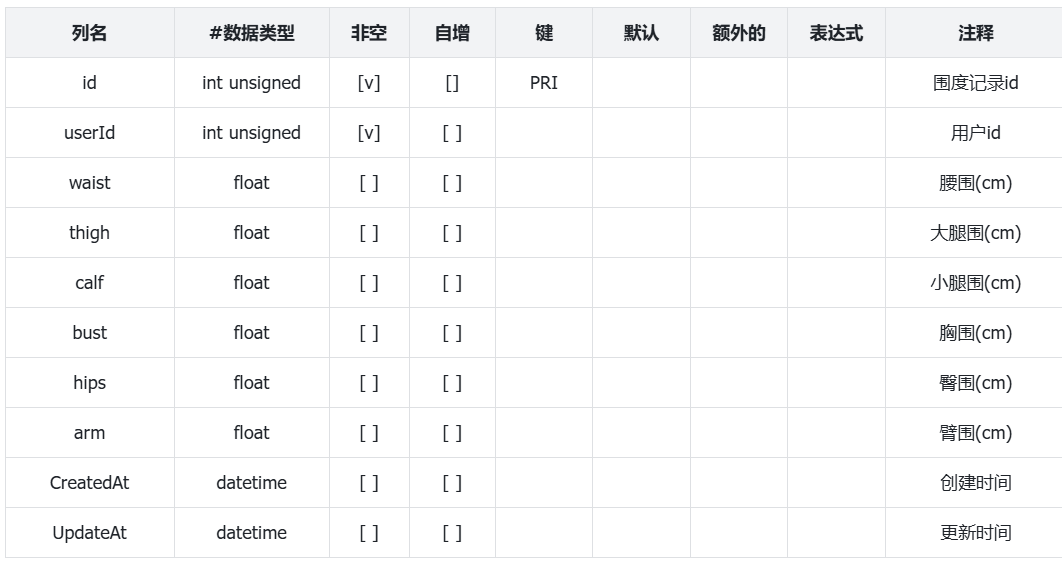 列名 #数据类型 非空 自增 键 默认 额外的 表达式 注释
id int unsigned [v] [] PRI 围度记录id
userId int unsigned [v] [ ] 用户id
waist float [ ] [ ] 腰围(cm)
thigh float [ ] [ ] 大腿围(cm)
calf float [ ] [ ] 小腿围(cm)
bust float [ ] [ ] 胸围(cm)
hips float [ ] [ ] 臀围(cm)
arm float [ ] [ ] 臂围(cm)
CreatedAt datetime [ ] [ ] 创建时间
UpdateAt datetime [ ] [ ] 更新时间